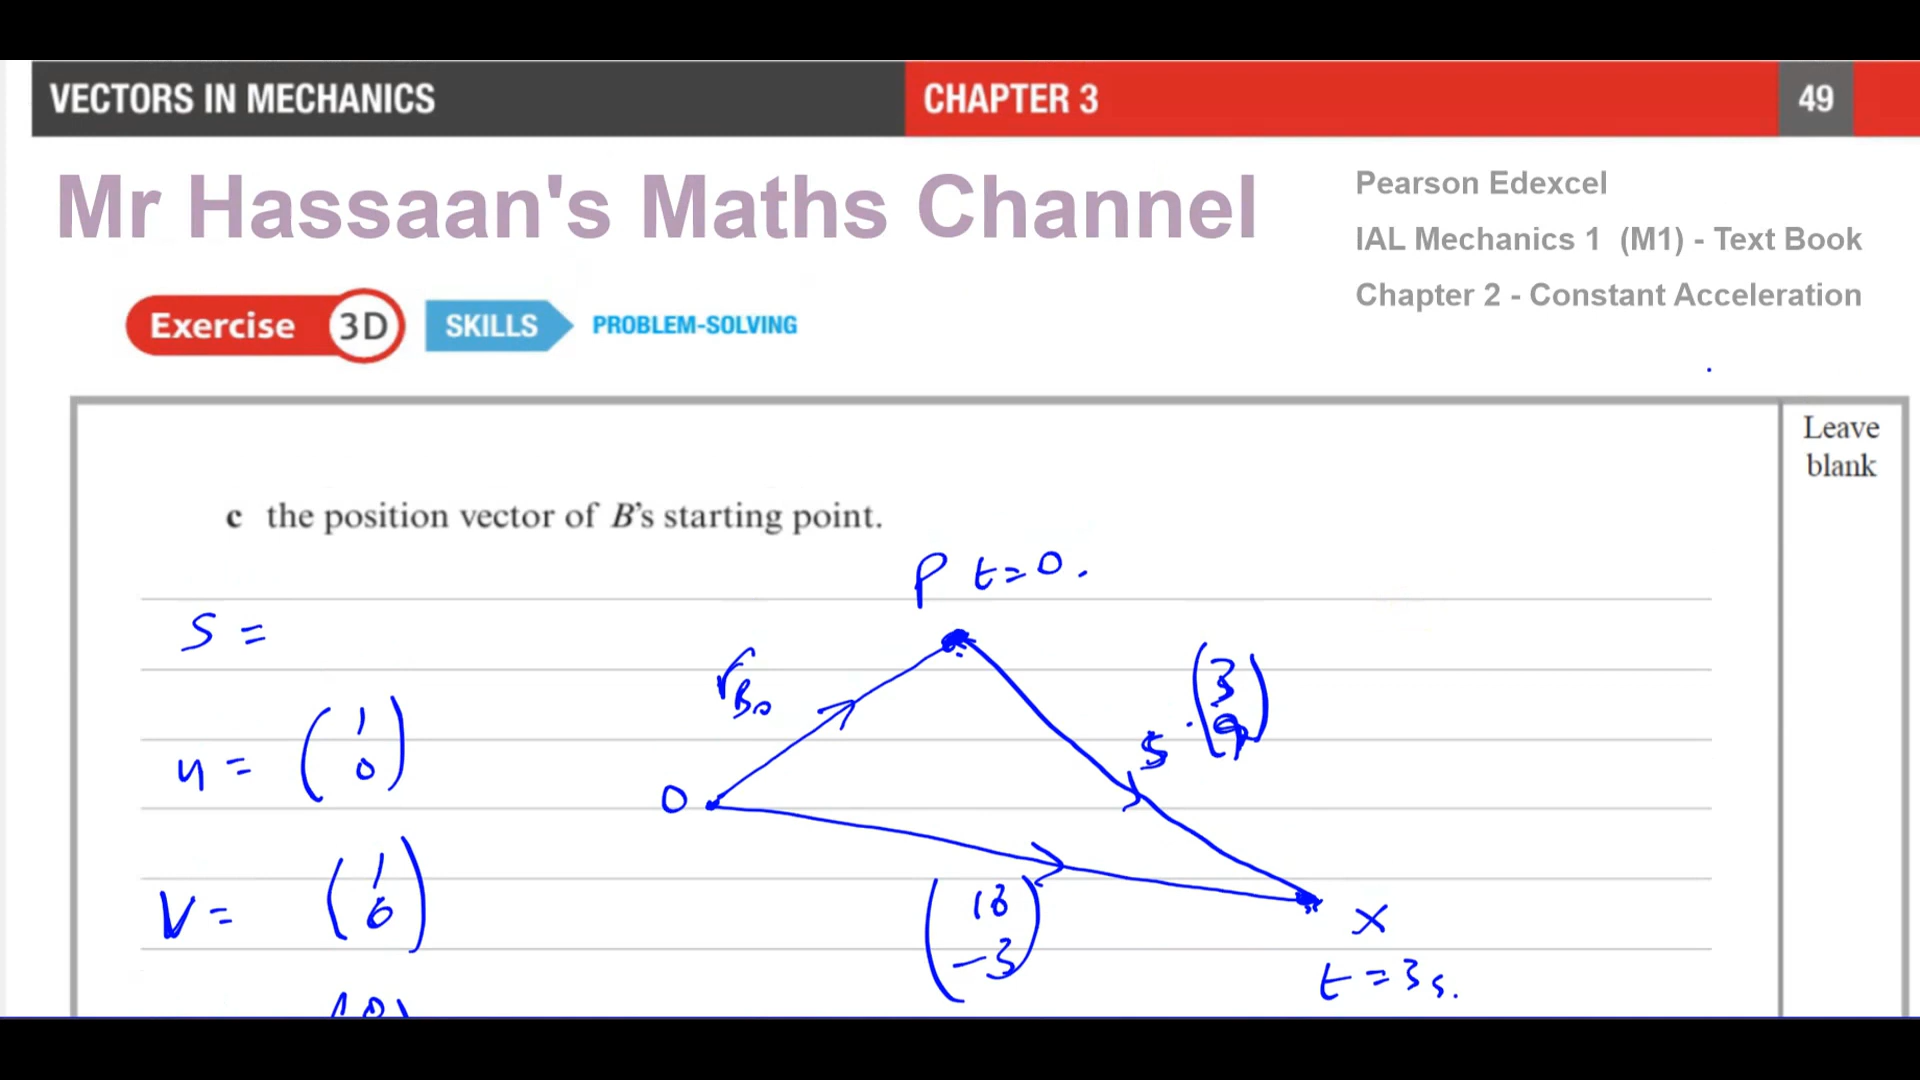 VECTORS IN MECHANICS CHAPTER 3 49
Mr Hassaan's Maths Channel
Pearson Edexcel
IAL Mechanics 1 (M1) - Text Book
Chapter 2 - Constant Acceleration
Exercise 3D SKILLS PROBLEM-SOLVING
Leave
blank
c the position vector of B's starting point.
P t=0.
S =
r_B0
(3
9)
S
u = (1
0)
O
V = (1
6)
(18
-3)
X
t = 3s.